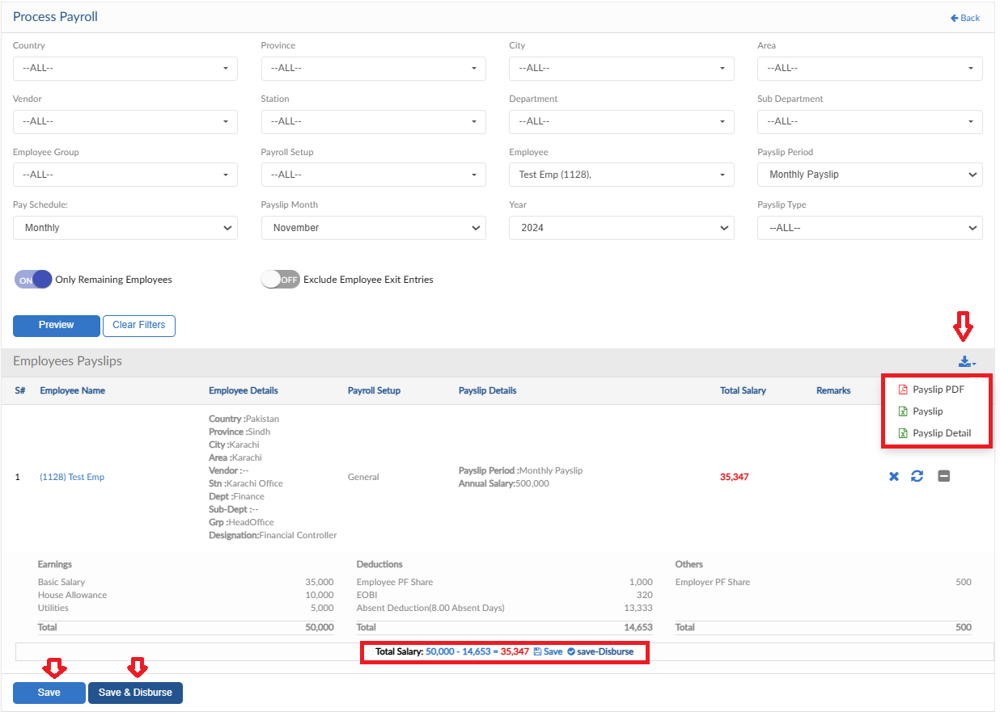 Process Payroll
Back
Country Province City Area
--ALL-- --ALL-- --ALL-- --ALL--
Vendor Station Department Sub Department
--ALL-- --ALL-- --ALL-- --ALL--
Employee Group Payroll Setup Employee Payslip Period
--ALL-- --ALL-- Test Emp (1128), Monthly Payslip
Pay Schedule: Payslip Month Year Payslip Type
Monthly November 2024 --ALL--
ON Only Remaining Employees OFF Exclude Employee Exit Entries
Preview Clear Filters
Employees Payslips
S# Employee Name Employee Details Payroll Setup Payslip Details Total Salary Remarks
Payslip PDF
Payslip
Payslip Detail
Country :Pakistan
Province :Sindh
City :Karachi
Area :Karachi
Vendor :--
Stn :Karachi Office
Dept :Finance
Sub-Dept :--
Grp :HeadOffice
Designation:Financial Controller
1 (1128) Test Emp
General
Payslip Period :Monthly Payslip
Annual Salary:500,000
35,347
Earnings
Basic Salary 35,000
House Allowance 10,000
Utilities 5,000
Total 50,000
Deductions
Employee PF Share 1,000
EOBI 320
Absent Deduction(8.00 Absent Days) 13,333
Total 14,653
Others
Employer PF Share 500
Total 500
Total Salary: 50,000 - 14,653 = 35,347 Save save-Disburse
Save Save & Disburse